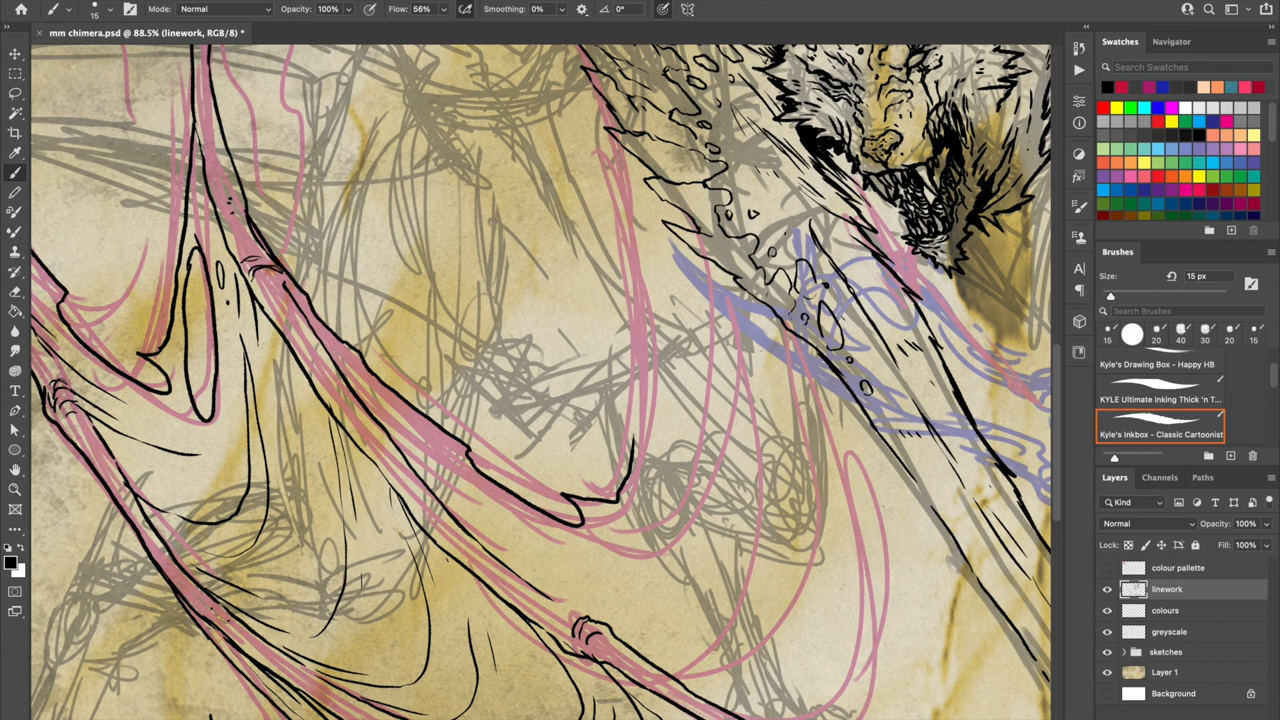 15 Mode: Normal Opacity: 100% Flow: 56% Smoothing: 0% 0°
mm chimera.psd @ 88.5% (linework, RGB/8) *
Swatches Navigator
Search Swatches
Brushes
Size: 15 px
Search Brushes
15 20 40 30 20 15
Kyle's Drawing Box - Happy HB
KYLE Ultimate Inking Thick 'n T...
Kyle's Inkbox - Classic Cartoonist
Layers Channels Paths
Kind
Normal Opacity: 100%
Lock: Fill: 100%
colour pallette
linework
colours
greyscale
sketches
Layer 1
Background